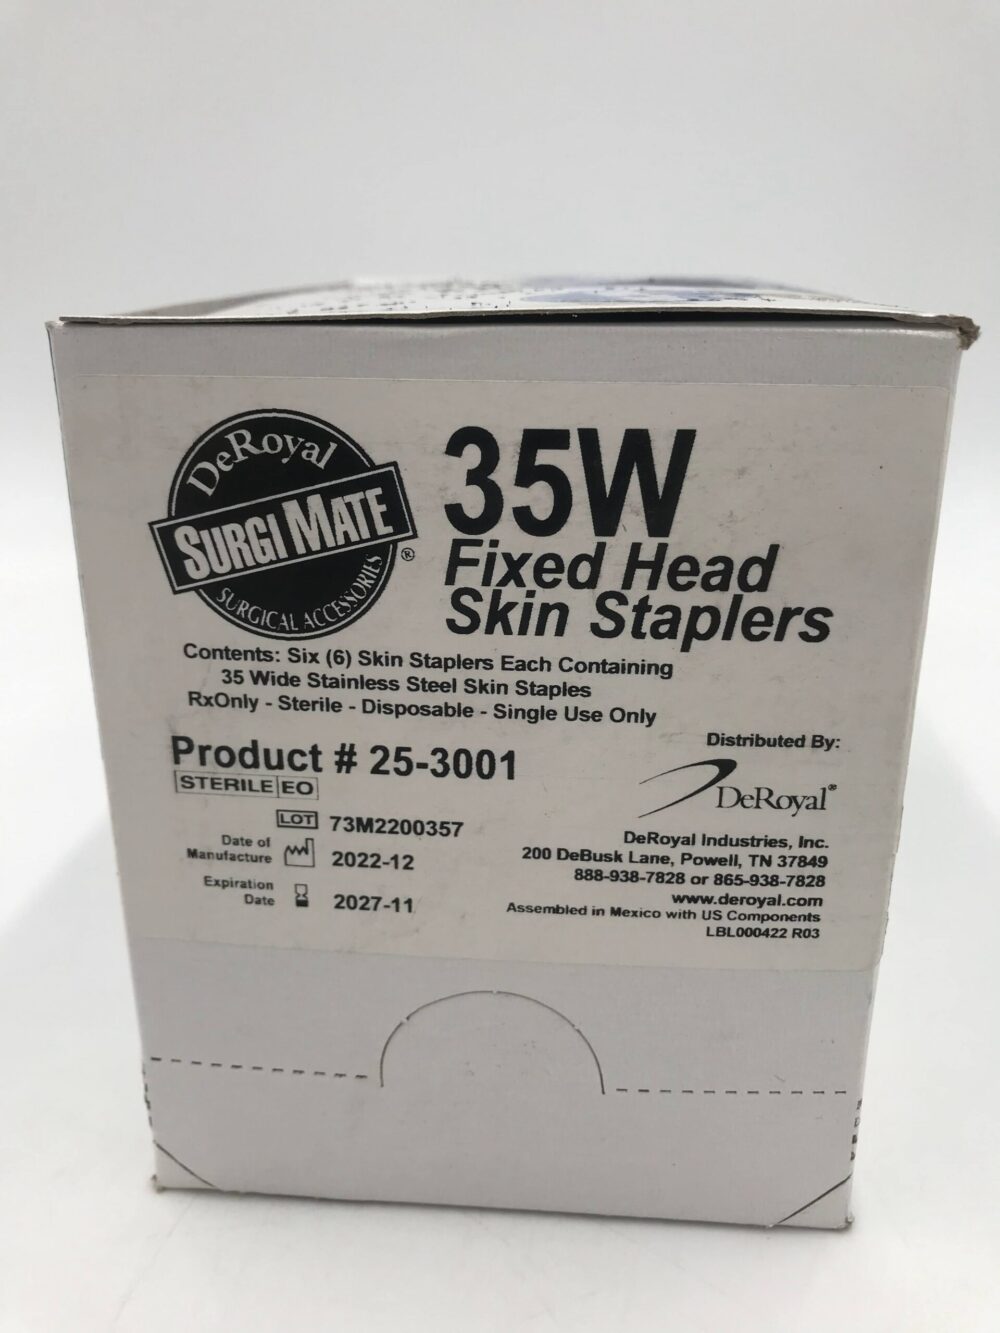 DeRoyal
SURGIMATE
®
SURGICAL ACCESSORIES
35W
Fixed Head
Skin Staplers
Contents: Six (6) Skin Staplers Each Containing
35 Wide Stainless Steel Skin Staples
RxOnly - Sterile - Disposable - Single Use Only
Product # 25-3001
STERILE EO
LOT 73M2200357
Date of
Manufacture 2022-12
Expiration
Date 2027-11
Distributed By:
DeRoyal®
DeRoyal Industries, Inc.
200 DeBusk Lane, Powell, TN 37849
888-938-7828 or 865-938-7828
www.deroyal.com
Assembled in Mexico with US Components
LBL000422 R03